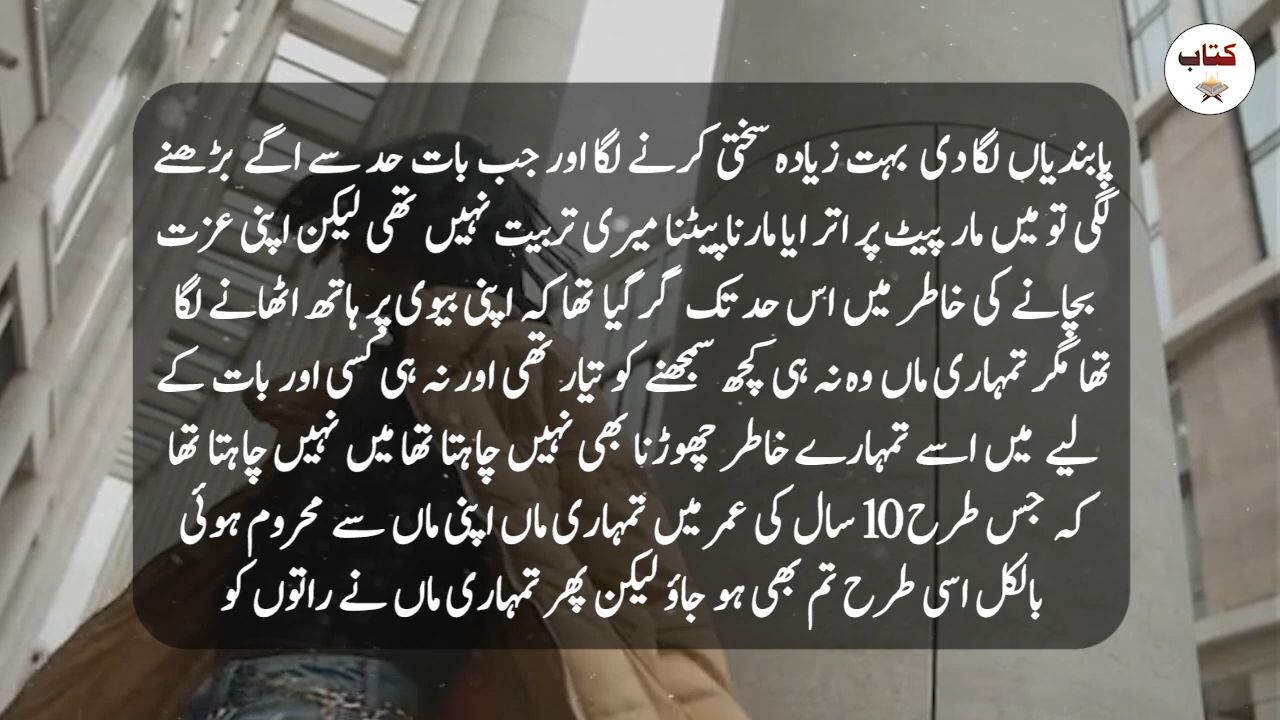 کتاب
پابندیاں لگا دی بہت زیادہ سختی کرنے لگا اور جب بات حد سے اگے بڑھنے
لگی تو میں مار پیٹ پر اتر ایا مارنا پیٹنا میری تربیت نہیں تھی لیکن اپنی عزت
بچانے کی خاطر میں اس حد تک گر گیا تھا کہ اپنی بیوی پر ہاتھ اٹھانے لگا
تھا مگر تمہاری ماں وہ نہ ہی کچھ سمجھنے کو تیار تھی اور نہ ہی کسی اور بات کے
لیے میں اسے تمہارے خاطر چھوڑنا بھی نہیں چاہتا تھا میں نہیں چاہتا تھا
کہ جس طرح 10 سال کی عمر میں تمہاری ماں اپنی ماں سے محروم ہوئی
بالکل اسی طرح تم بھی ہو جاؤ لیکن پھر تمہاری ماں نے راتوں کو